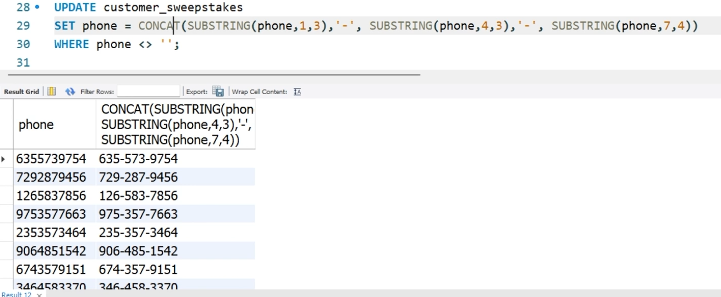 28 UPDATE customer_sweepstakes
29 SET phone = CONCAT(SUBSTRING(phone,1,3),'-', SUBSTRING(phone,4,3),'-', SUBSTRING(phone,7,4))
30 WHERE phone <> '';
31
Result Grid Filter Rows: Export: Wrap Cell Content:
phone CONCAT(SUBSTRING(phon
SUBSTRING(phone,4,3),'-',
SUBSTRING(phone,7,4))
6355739754 635-573-9754
7292879456 729-287-9456
1265837856 126-583-7856
9753577663 975-357-7663
2353573464 235-357-3464
9064851542 906-485-1542
6743579151 674-357-9151
3464583370 346-458-3370
Result 12 ×